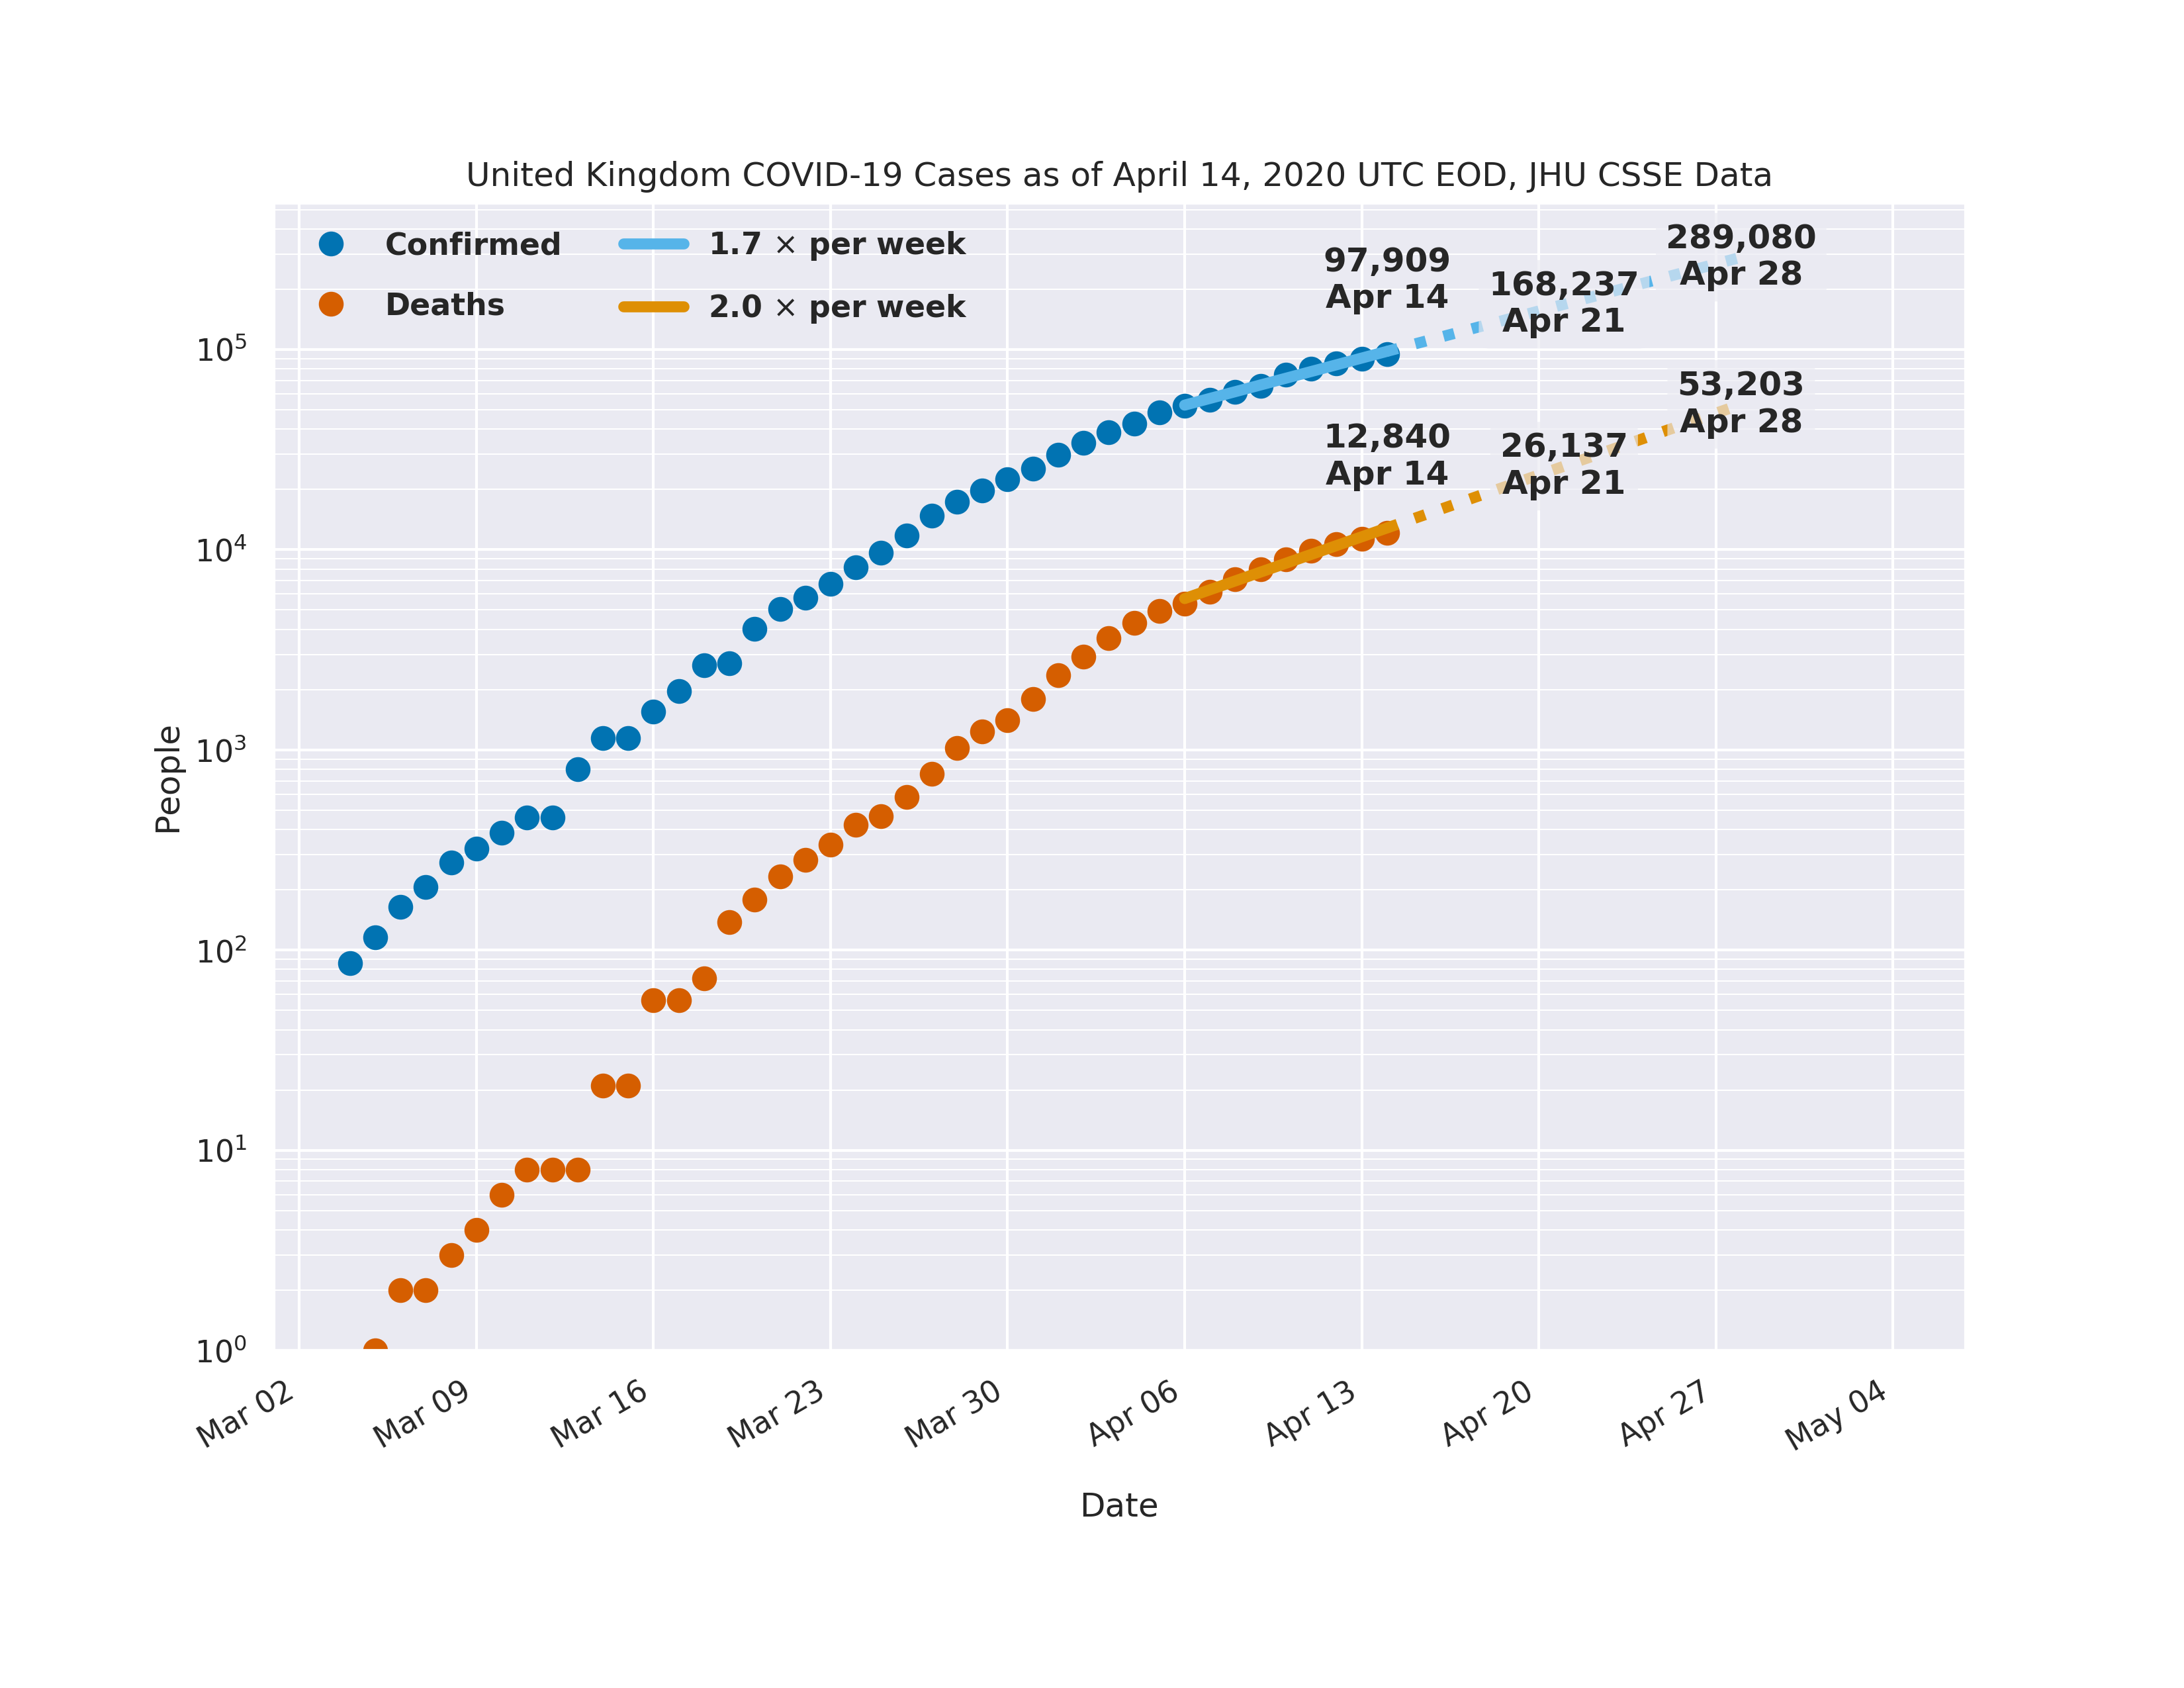 United Kingdom COVID-19 Cases as of April 14, 2020 UTC EOD, JHU CSSE Data
Confirmed
Deaths
1.7 × per week
2.0 × per week
97,909
Apr 14
168,237
Apr 21
289,080
Apr 28
12,840
Apr 14
26,137
Apr 21
53,203
Apr 28
People
10⁵
10⁴
10³
10²
10¹
10⁰
Mar 02
Mar 09
Mar 16
Mar 23
Mar 30
Apr 06
Apr 13
Apr 20
Apr 27
May 04
Date